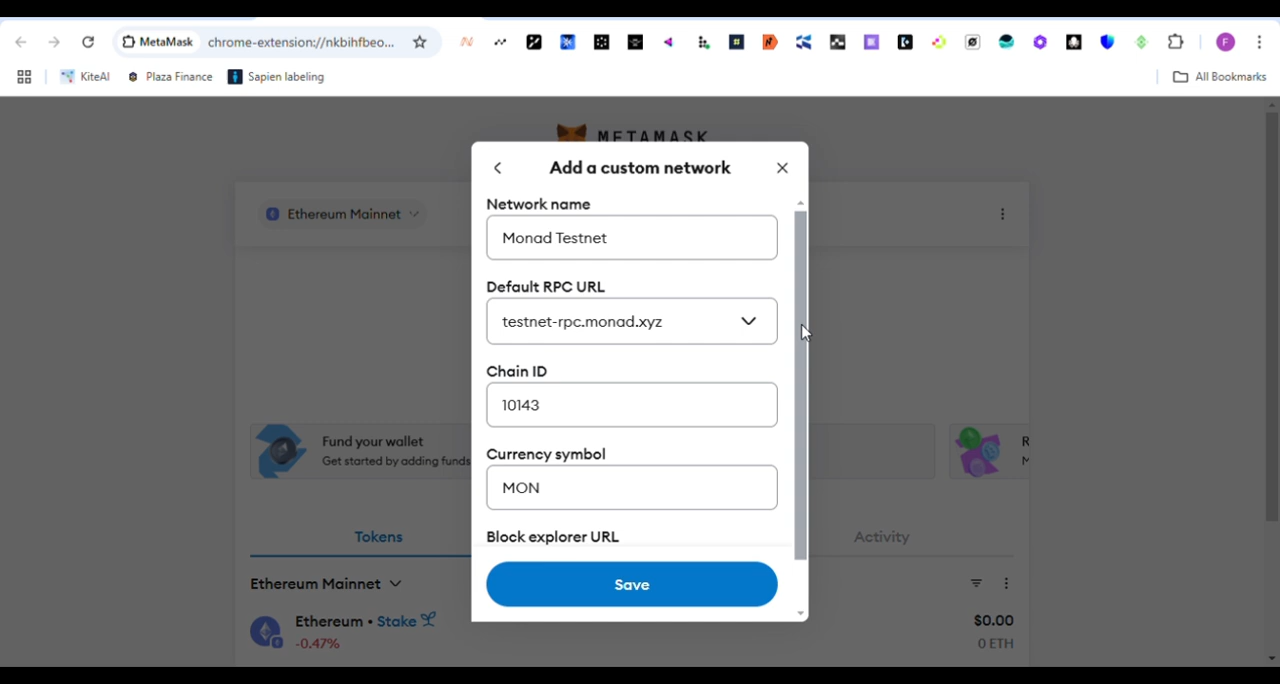 MetaMask chrome-extension://nkbihfbeo... F
KiteAI Plaza Finance Sapien labeling All Bookmarks
METAMASK
Add a custom network
Ethereum Mainnet
Network name
Monad Testnet
Default RPC URL
testnet-rpc.monad.xyz
Chain ID
10143
Fund your wallet
Get started by adding funds
R
M
Currency symbol
MON
Block explorer URL
Tokens
Activity
Save
Ethereum Mainnet
Ethereum • Stake
-0.47%
$0.00
0 ETH